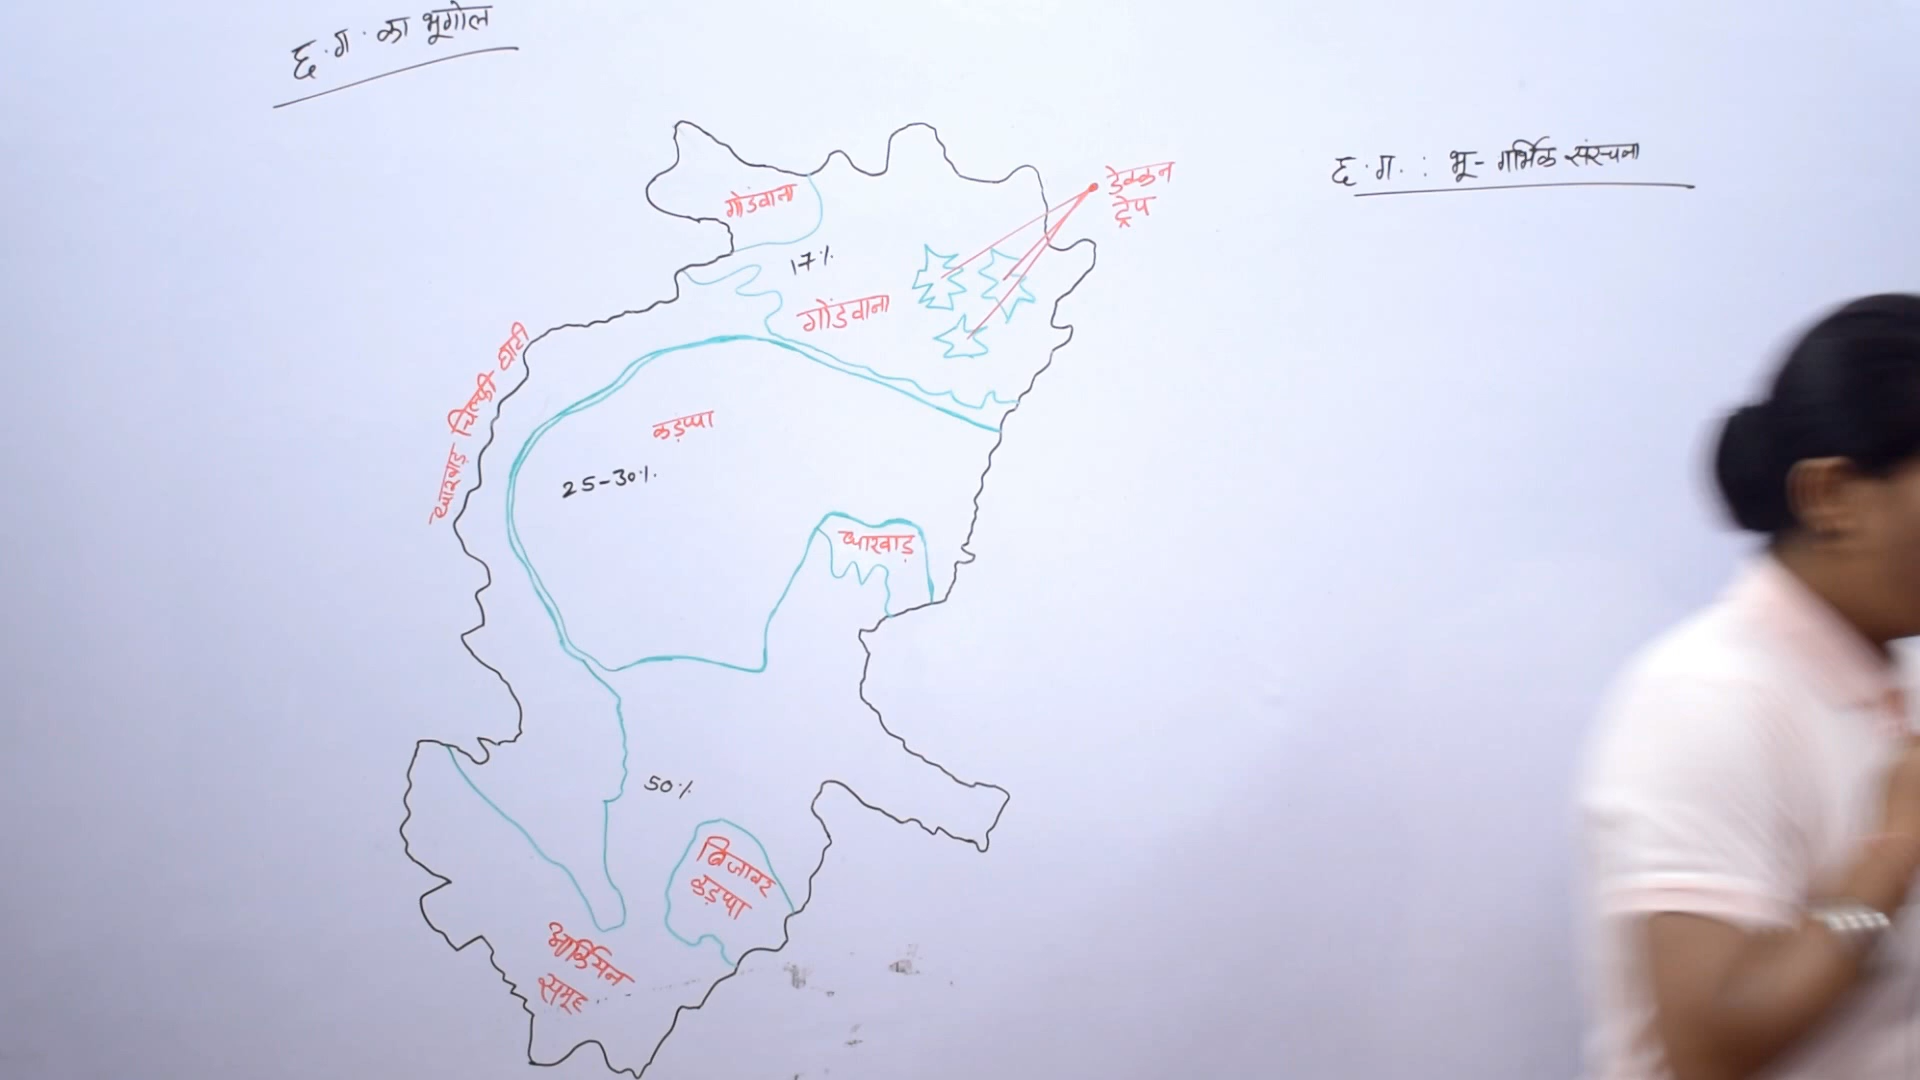 छ.ग. का भूगोल
छ.ग. : भू-गर्भिक संरचना
डेक्कन
ट्रेप
गोंडवाना
17%
गोंडवाना
धारवाड़ चिल्फी घाटी
कड़प्पा
25-30%
धारवाड़
50%
बिजावर
कड़प्पा
आर्कियन
समूह